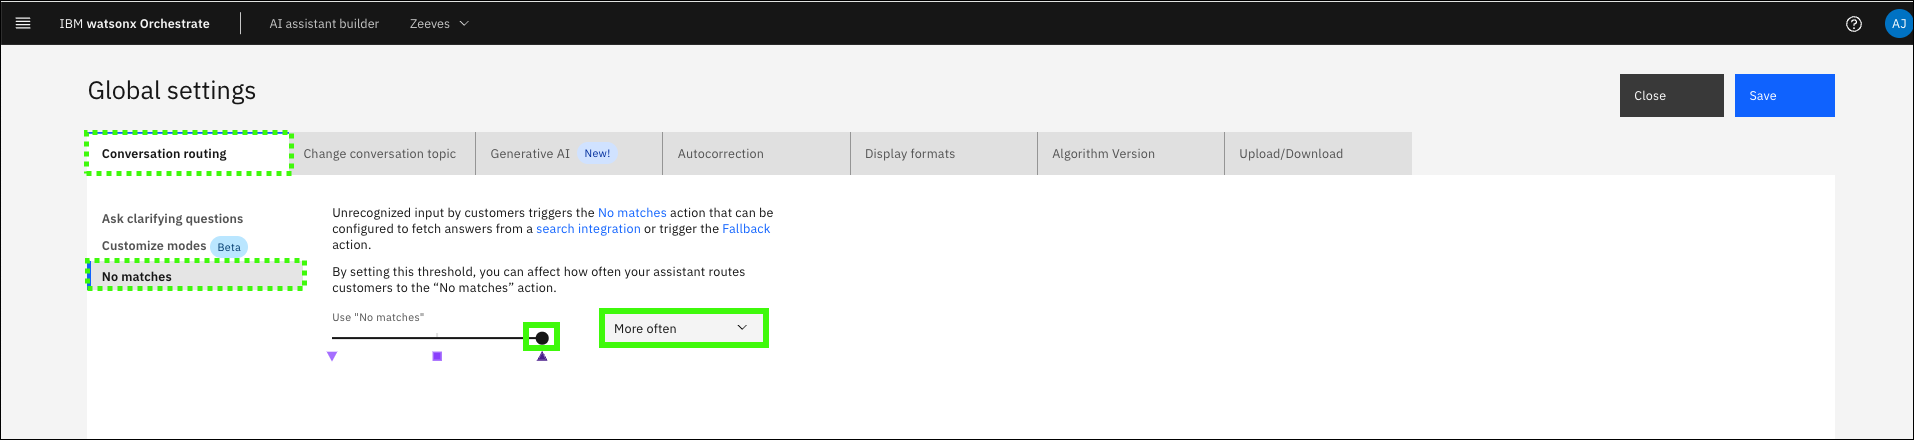 IBM watsonx Orchestrate
AI assistant builder
Zeeves
AJ
Global settings
Close
Save
Conversation routing
Change conversation topic
Generative AI New!
Autocorrection
Display formats
Algorithm Version
Upload/Download
Ask clarifying questions
Customize modes Beta
No matches
Unrecognized input by customers triggers the No matches action that can be
configured to fetch answers from a search integration or trigger the Fallback
action.
By setting this threshold, you can affect how often your assistant routes
customers to the “No matches” action.
Use "No matches"
More often